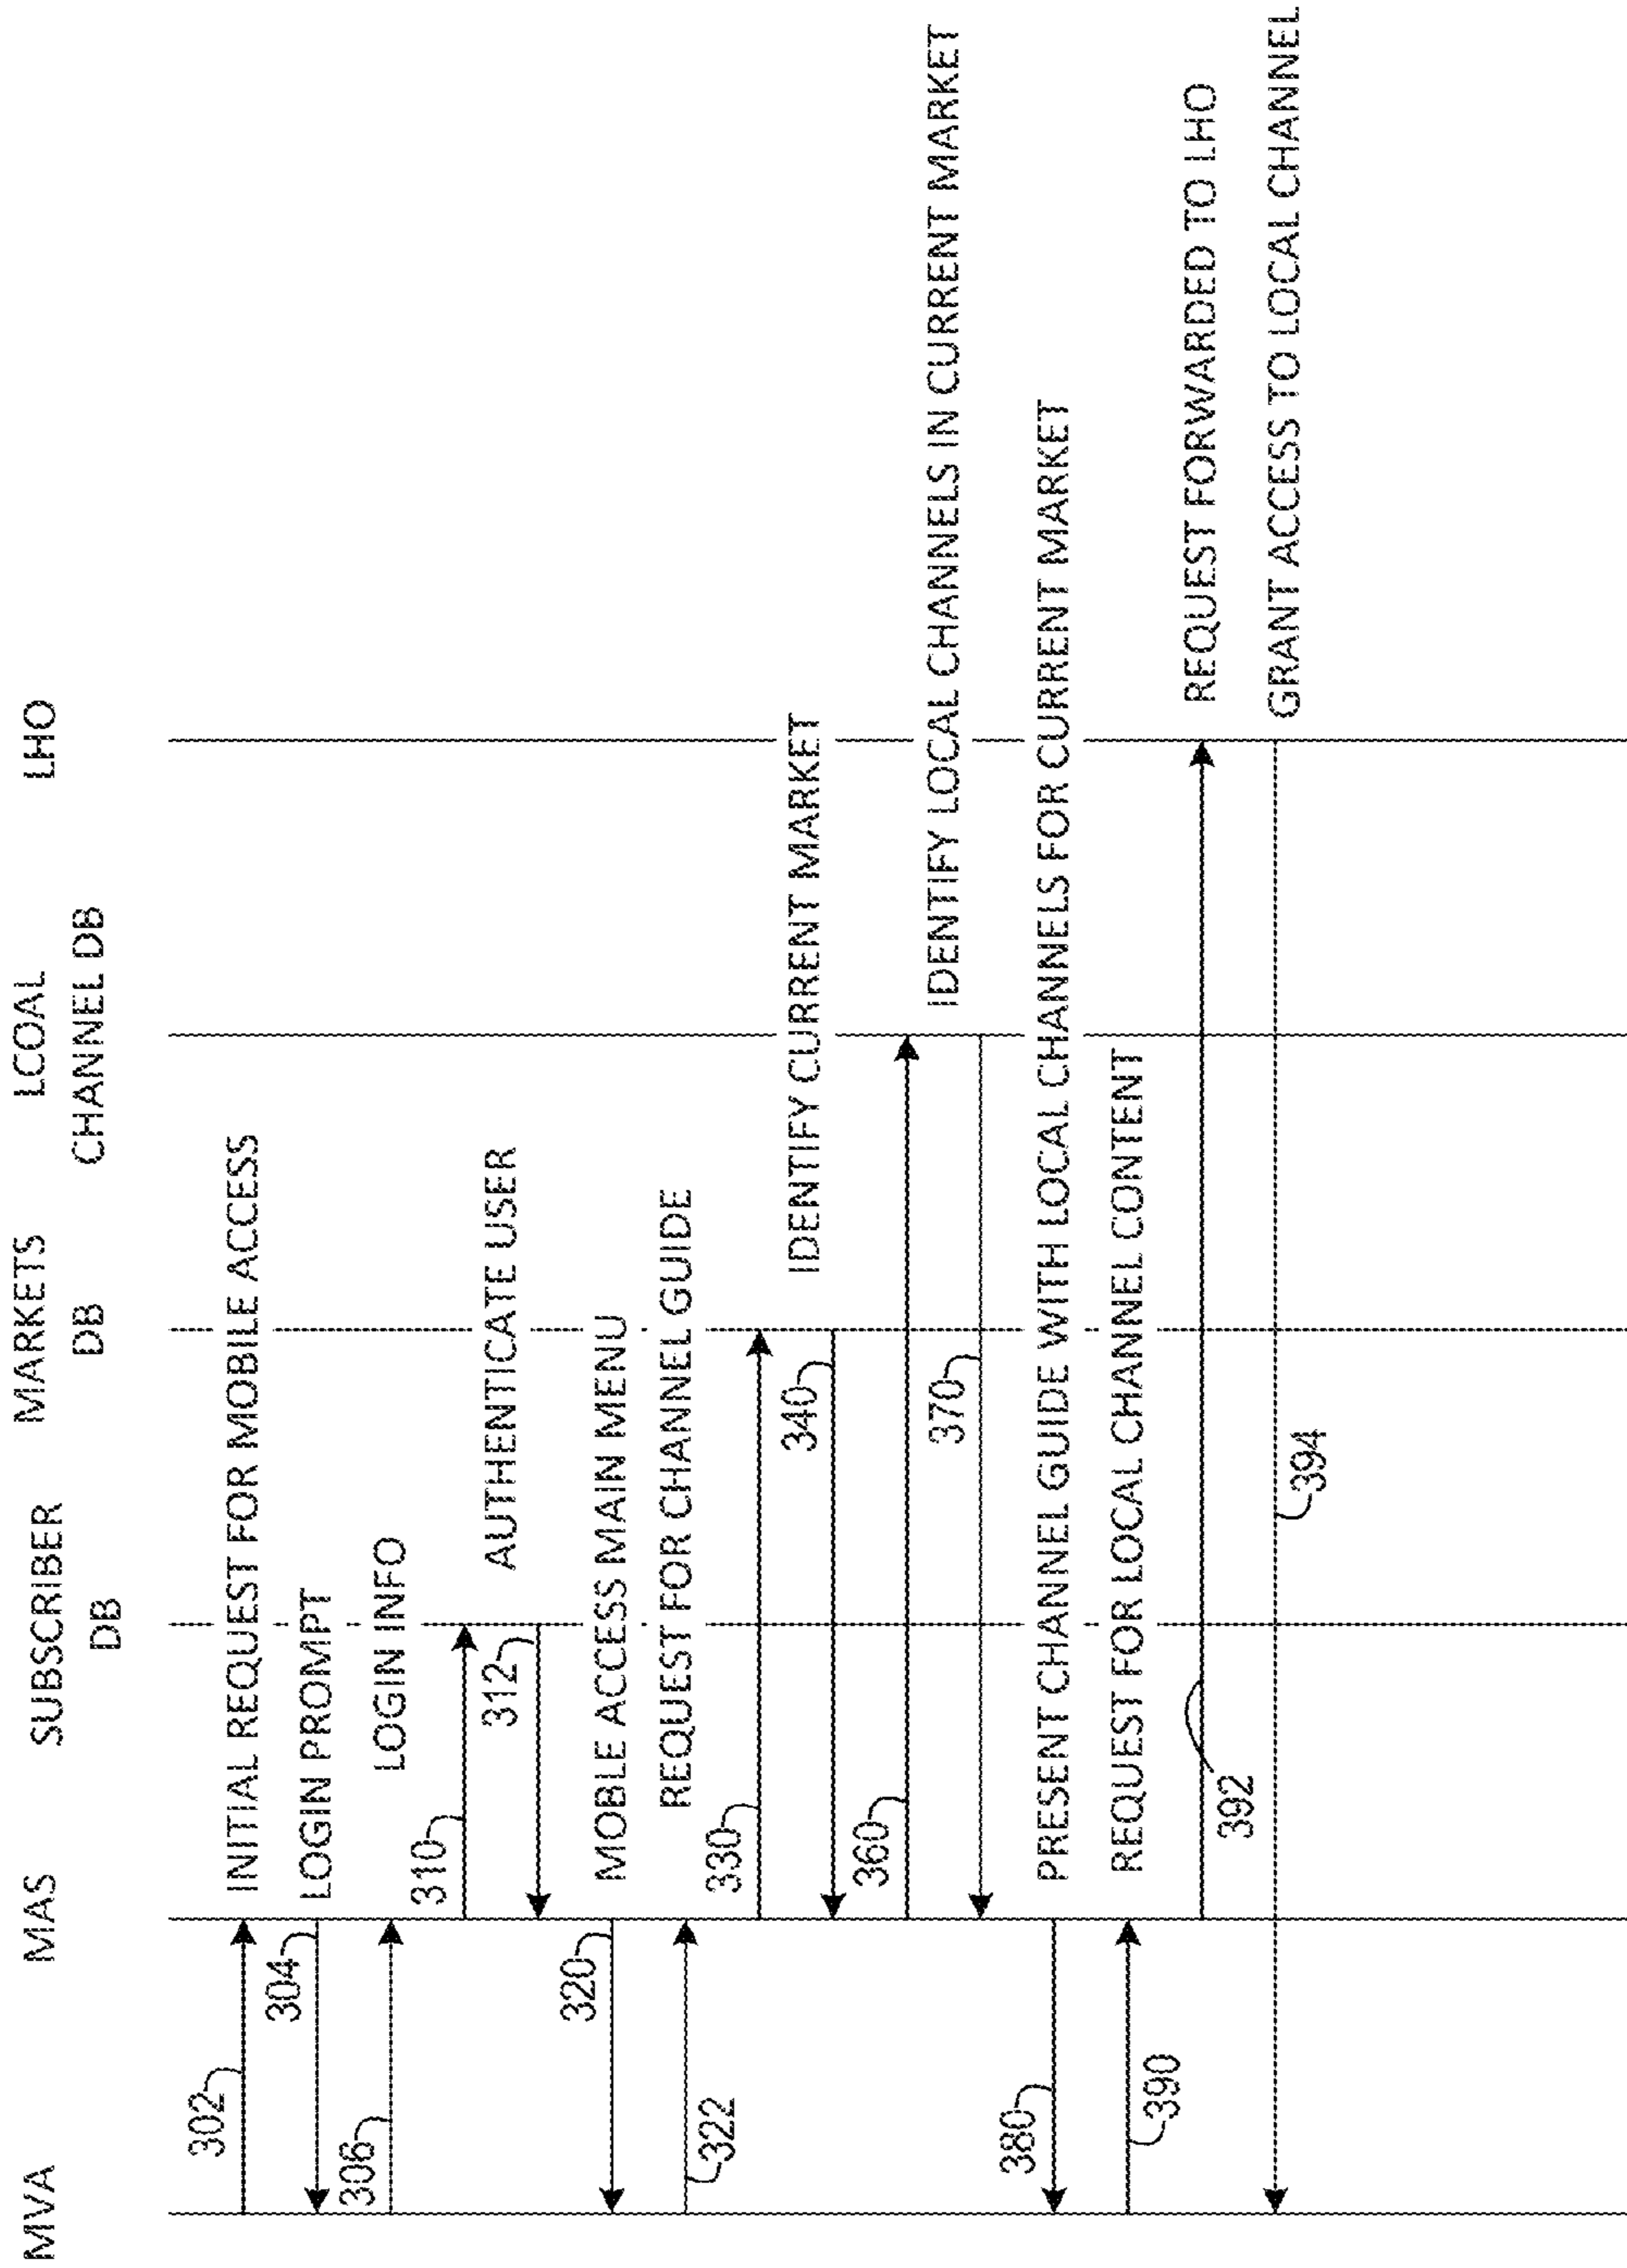 MVA
MAS
SUBSCRIBER
DB
MARKETS
DB
LCOAL
CHANNEL DB
LHO
302
INITIAL REQUEST FOR MOBILE ACCESS
304
LOGIN PROMPT
306
LOGIN INFO
310
312
AUTHENTICATE USER
320
MOBLE ACCESS MAIN MENU
322
REQUEST FOR CHANNEL GUIDE
330
IDENTIFY CURRENT MARKET
340
360
IDENTIFY LOCAL CHANNELS IN CURRENT MARKET
370
380
PRESENT CHANNEL GUIDE WITH LOCAL CHANNELS FOR CURRENT MARKET
390
REQUEST FOR LOCAL CHANNEL CONTENT
392
REQUEST FORWARDED TO LHO
394
GRANT ACCESS TO LOCAL CHANNEL